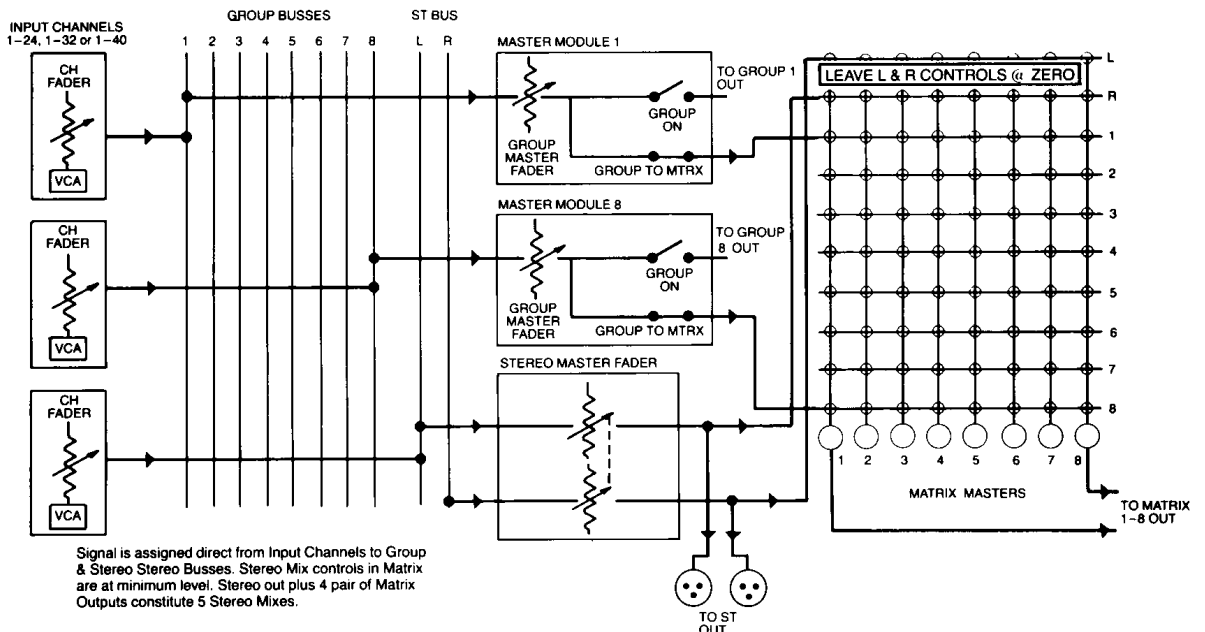 INPUT CHANNELS
1–24, 1–32 or 1–40
GROUP BUSSES
1 2 3 4 5 6 7 8
ST BUS
L R
CH
FADER
VCA
CH
FADER
VCA
CH
FADER
VCA
MASTER MODULE 1
TO GROUP 1
OUT
GROUP
ON
GROUP
MASTER
FADER
GROUP TO MTRX
MASTER MODULE 8
TO GROUP
8 OUT
GROUP
ON
GROUP
MASTER
FADER
GROUP TO MTRX
STEREO MASTER FADER
TO ST
OUT
LEAVE L & R CONTROLS @ ZERO
L
R
1
2
3
4
5
6
7
8
1 2 3 4 5 6 7 8
MATRIX MASTERS
TO MATRIX
1–8 OUT
Signal is assigned direct from Input Channels to Group
& Stereo Stereo Busses. Stereo Mix controls in Matrix
are at minimum level. Stereo out plus 4 pair of Matrix
Outputs constitute 5 Stereo Mixes.